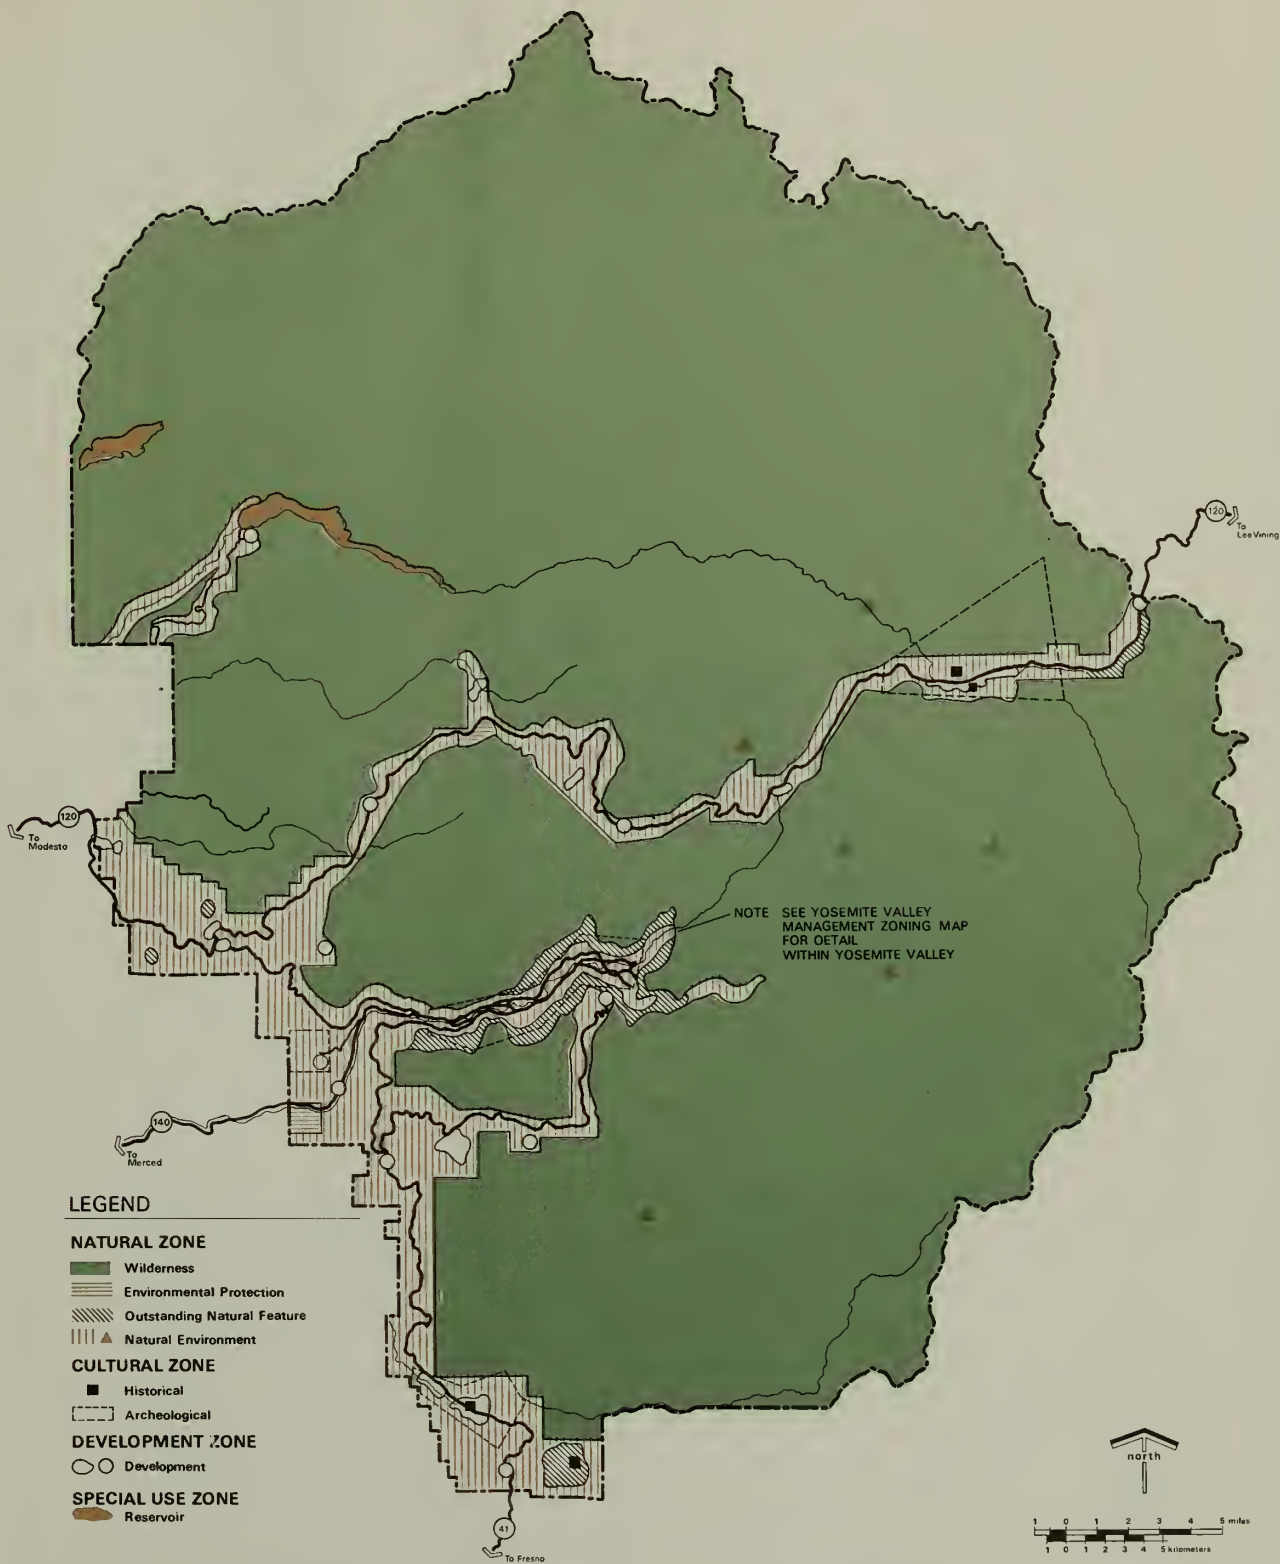 120
To
Lee Vining
120
To
Modesto
NOTE SEE YOSEMITE VALLEY
MANAGEMENT ZONING MAP
FOR OETAIL
WITHIN YOSEMITE VALLEY
140
To
Merced
LEGEND
NATURAL ZONE
Wilderness
Environmental Protection
Outstanding Natural Feature
Natural Environment
CULTURAL ZONE
Historical
Archeological
DEVELOPMENT ZONE
Development
SPECIAL USE ZONE
Reservoir
41
To Fresno
north
1 0 1 2 3 4 5 miles
1 0 1 2 3 4 5 kilometers